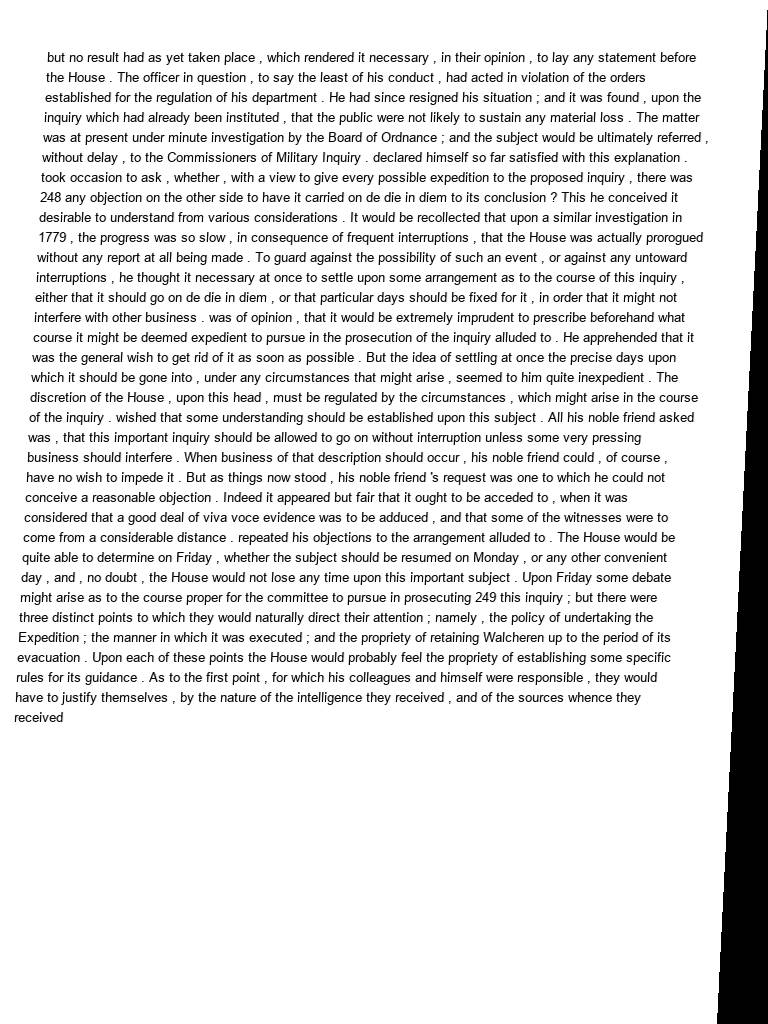 but no result had as yet taken place , which rendered it necessary , in their opinion , to lay any statement before
the House . The officer in question , to say the least of his conduct , had acted in violation of the orders
established for the regulation of his department . He had since resigned his situation ; and it was found , upon the
inquiry which had already been instituted , that the public were not likely to sustain any material loss . The matter
was at present under minute investigation by the Board of Ordnance ; and the subject would be ultimately referred ,
without delay , to the Commissioners of Military Inquiry . declared himself so far satisfied with this explanation .
took occasion to ask , whether , with a view to give every possible expedition to the proposed inquiry , there was
248 any objection on the other side to have it carried on de die in diem to its conclusion ? This he conceived it
desirable to understand from various considerations . It would be recollected that upon a similar investigation in
1779 , the progress was so slow , in consequence of frequent interruptions , that the House was actually prorogued
without any report at all being made . To guard against the possibility of such an event , or against any untoward
interruptions , he thought it necessary at once to settle upon some arrangement as to the course of this inquiry ,
either that it should go on de die in diem , or that particular days should be fixed for it , in order that it might not
interfere with other business . was of opinion , that it would be extremely imprudent to prescribe beforehand what
course it might be deemed expedient to pursue in the prosecution of the inquiry alluded to . He apprehended that it
was the general wish to get rid of it as soon as possible . But the idea of settling at once the precise days upon
which it should be gone into , under any circumstances that might arise , seemed to him quite inexpedient . The
discretion of the House , upon this head , must be regulated by the circumstances , which might arise in the course
of the inquiry . wished that some understanding should be established upon this subject . All his noble friend asked
was , that this important inquiry should be allowed to go on without interruption unless some very pressing
business should interfere . When business of that description should occur , his noble friend could , of course ,
have no wish to impede it . But as things now stood , his noble friend 's request was one to which he could not
conceive a reasonable objection . Indeed it appeared but fair that it ought to be acceded to , when it was
considered that a good deal of viva voce evidence was to be adduced , and that some of the witnesses were to
come from a considerable distance . repeated his objections to the arrangement alluded to . The House would be
quite able to determine on Friday , whether the subject should be resumed on Monday , or any other convenient
day , and , no doubt , the House would not lose any time upon this important subject . Upon Friday some debate
might arise as to the course proper for the committee to pursue in prosecuting 249 this inquiry ; but there were
three distinct points to which they would naturally direct their attention ; namely , the policy of undertaking the
Expedition ; the manner in which it was executed ; and the propriety of retaining Walcheren up to the period of its
evacuation . Upon each of these points the House would probably feel the propriety of establishing some specific
rules for its guidance . As to the first point , for which his colleagues and himself were responsible , they would
have to justify themselves , by the nature of the intelligence they received , and of the sources whence they
received